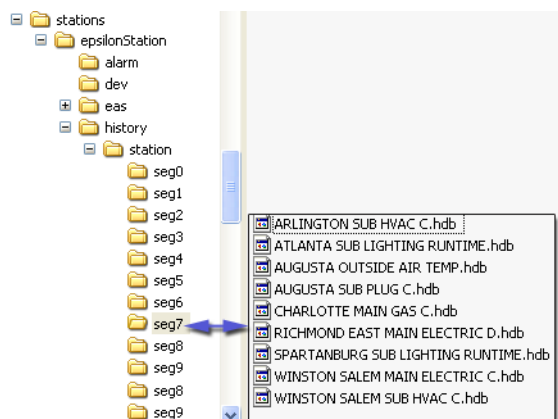 stations
epsilonStation
alarm
dev
eas
history
station
seg0
seg1
seg2
seg3
seg4
seg5
seg6
seg7
seg8
seg9
seg8
seg9
ARLINGTON SUB HVAC C.hdb
ATLANTA SUB LIGHTING RUNTIME.hdb
AUGUSTA OUTSIDE AIR TEMP.hdb
AUGUSTA SUB PLUG C.hdb
CHARLOTTE MAIN GAS C.hdb
RICHMOND EAST MAIN ELECTRIC D.hdb
SPARTANBURG SUB LIGHTING RUNTIME.hdb
WINSTON SALEM MAIN ELECTRIC C.hdb
WINSTON SALEM SUB HVAC C.hdb